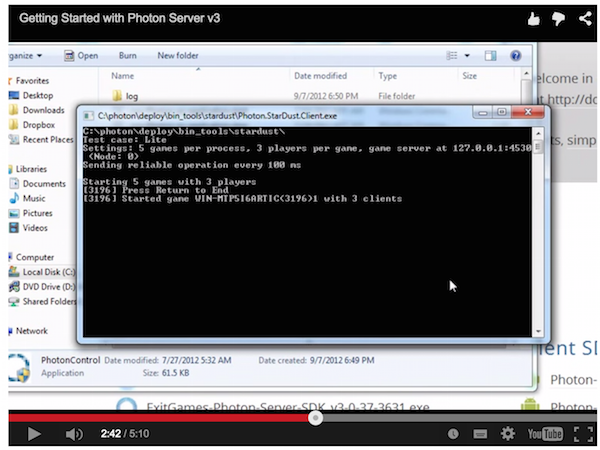 Getting Started with Photon Server v3
Open
Burn
New folder
Name
Date modified
Type
Size
Favorites
Desktop
Downloads
Dropbox
Recent Places
Libraries
Documents
Music
Pictures
Videos
Computer
Local Disk (C:)
DVD Drive (D:)
Shared Folders
Network
log
9/7/2012 6:50 PM
File folder
C:\photon\deploy\bin_tools\stardust\Photon.StarDust.Client.exe
C:\photon\deploy\bin_tools\stardust\
Test case: Lite
Settings: 5 games per process, 3 players per game, game server at 127.0.0.1:4530
(Node: 0)
Sending reliable operation every 100 ms
Starting 5 games with 3 players
[3196] Press Return to End
[3196] Started game WIN-MTP5I6ARTIC<3196>1 with 3 clients
elcome in
t http://do
ts, simp
ient SD
Photon-
Photon-
PhotonControl Date modified: 7/27/2012 5:32 AM Date created: 9/7/2012 6:49 PM
Application Size: 61.5 KB
ExitGames-Photon-Server-SDK_v3-0-37-3631.exe
2:42 / 5:10
YouTube